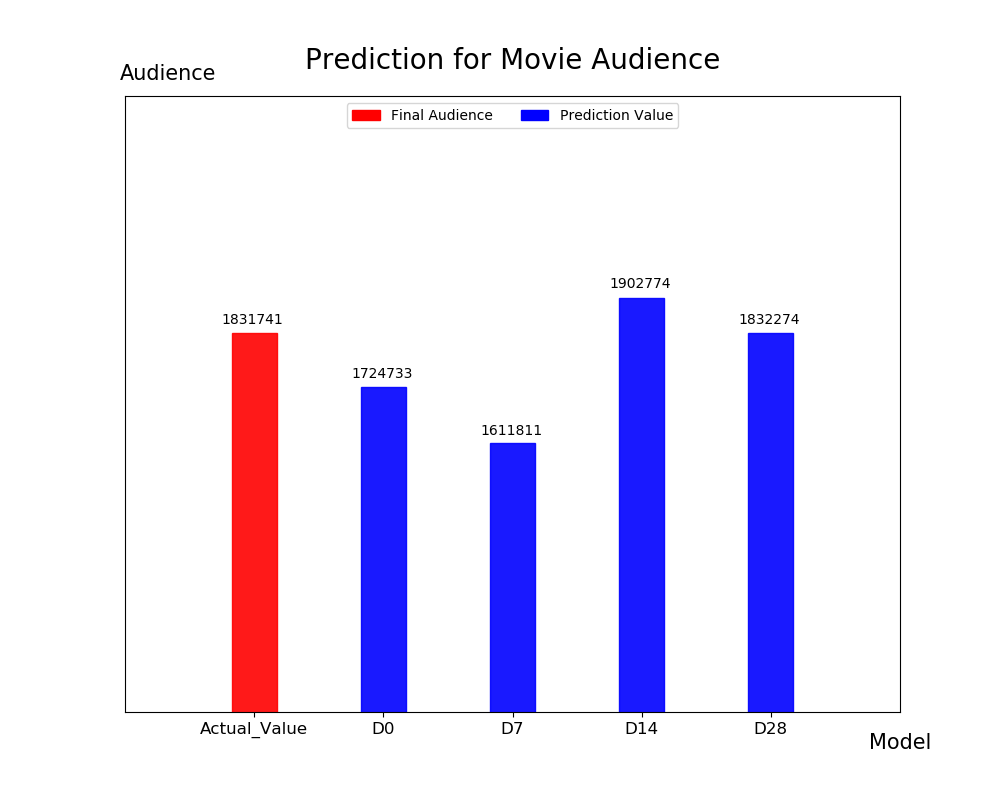 Prediction for Movie Audience
Audience
Final Audience
Prediction Value
1831741
1724733
1611811
1902774
1832274
Actual_Value
D0
D7
D14
D28
Model